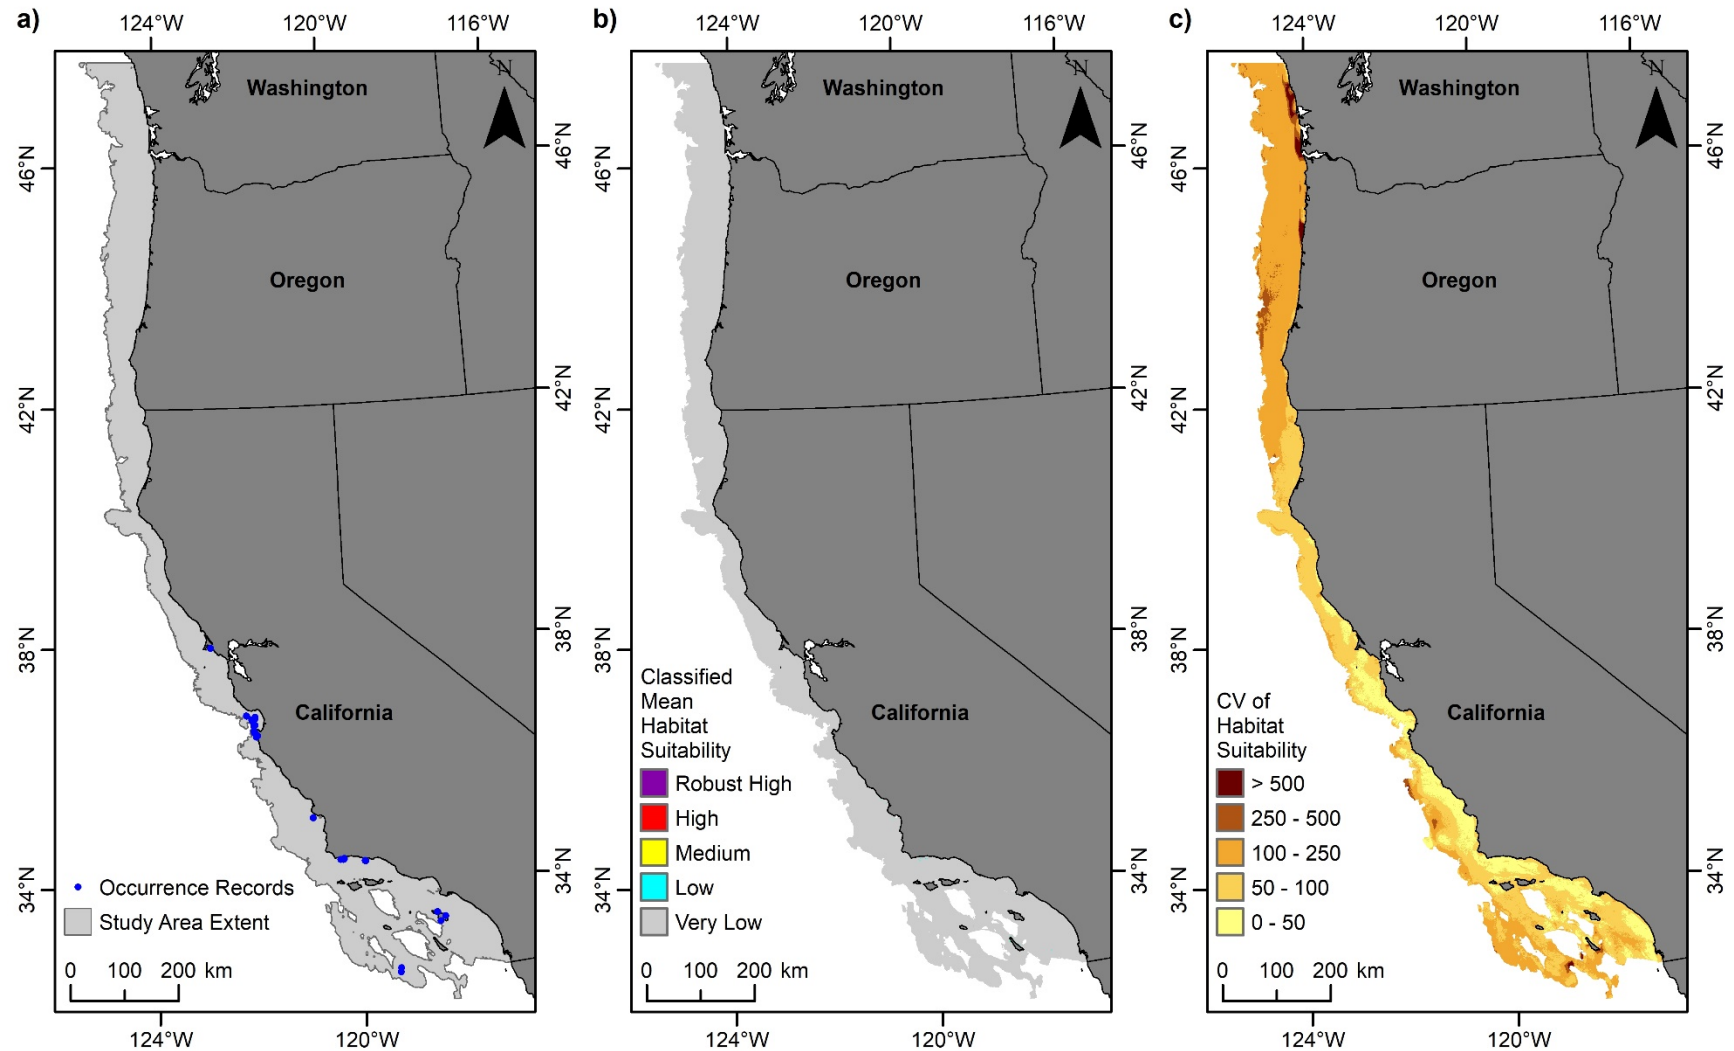 a)
124°W
120°W
116°W
N
Washington
46°N
46°N
Oregon
42°N
42°N
38°N
38°N
California
34°N
34°N
Occurrence Records
Study Area Extent
0 100 200 km
124°W
120°W
b)
124°W
120°W
116°W
N
Washington
46°N
46°N
Oregon
42°N
42°N
38°N
38°N
California
Classified
Mean
Habitat
Suitability
Robust High
High
Medium
Low
Very Low
34°N
34°N
0 100 200 km
124°W
120°W
c)
124°W
120°W
116°W
N
Washington
46°N
46°N
Oregon
42°N
42°N
38°N
38°N
California
CV of
Habitat
Suitability
> 500
250 - 500
100 - 250
50 - 100
0 - 50
34°N
34°N
0 100 200 km
124°W
120°W